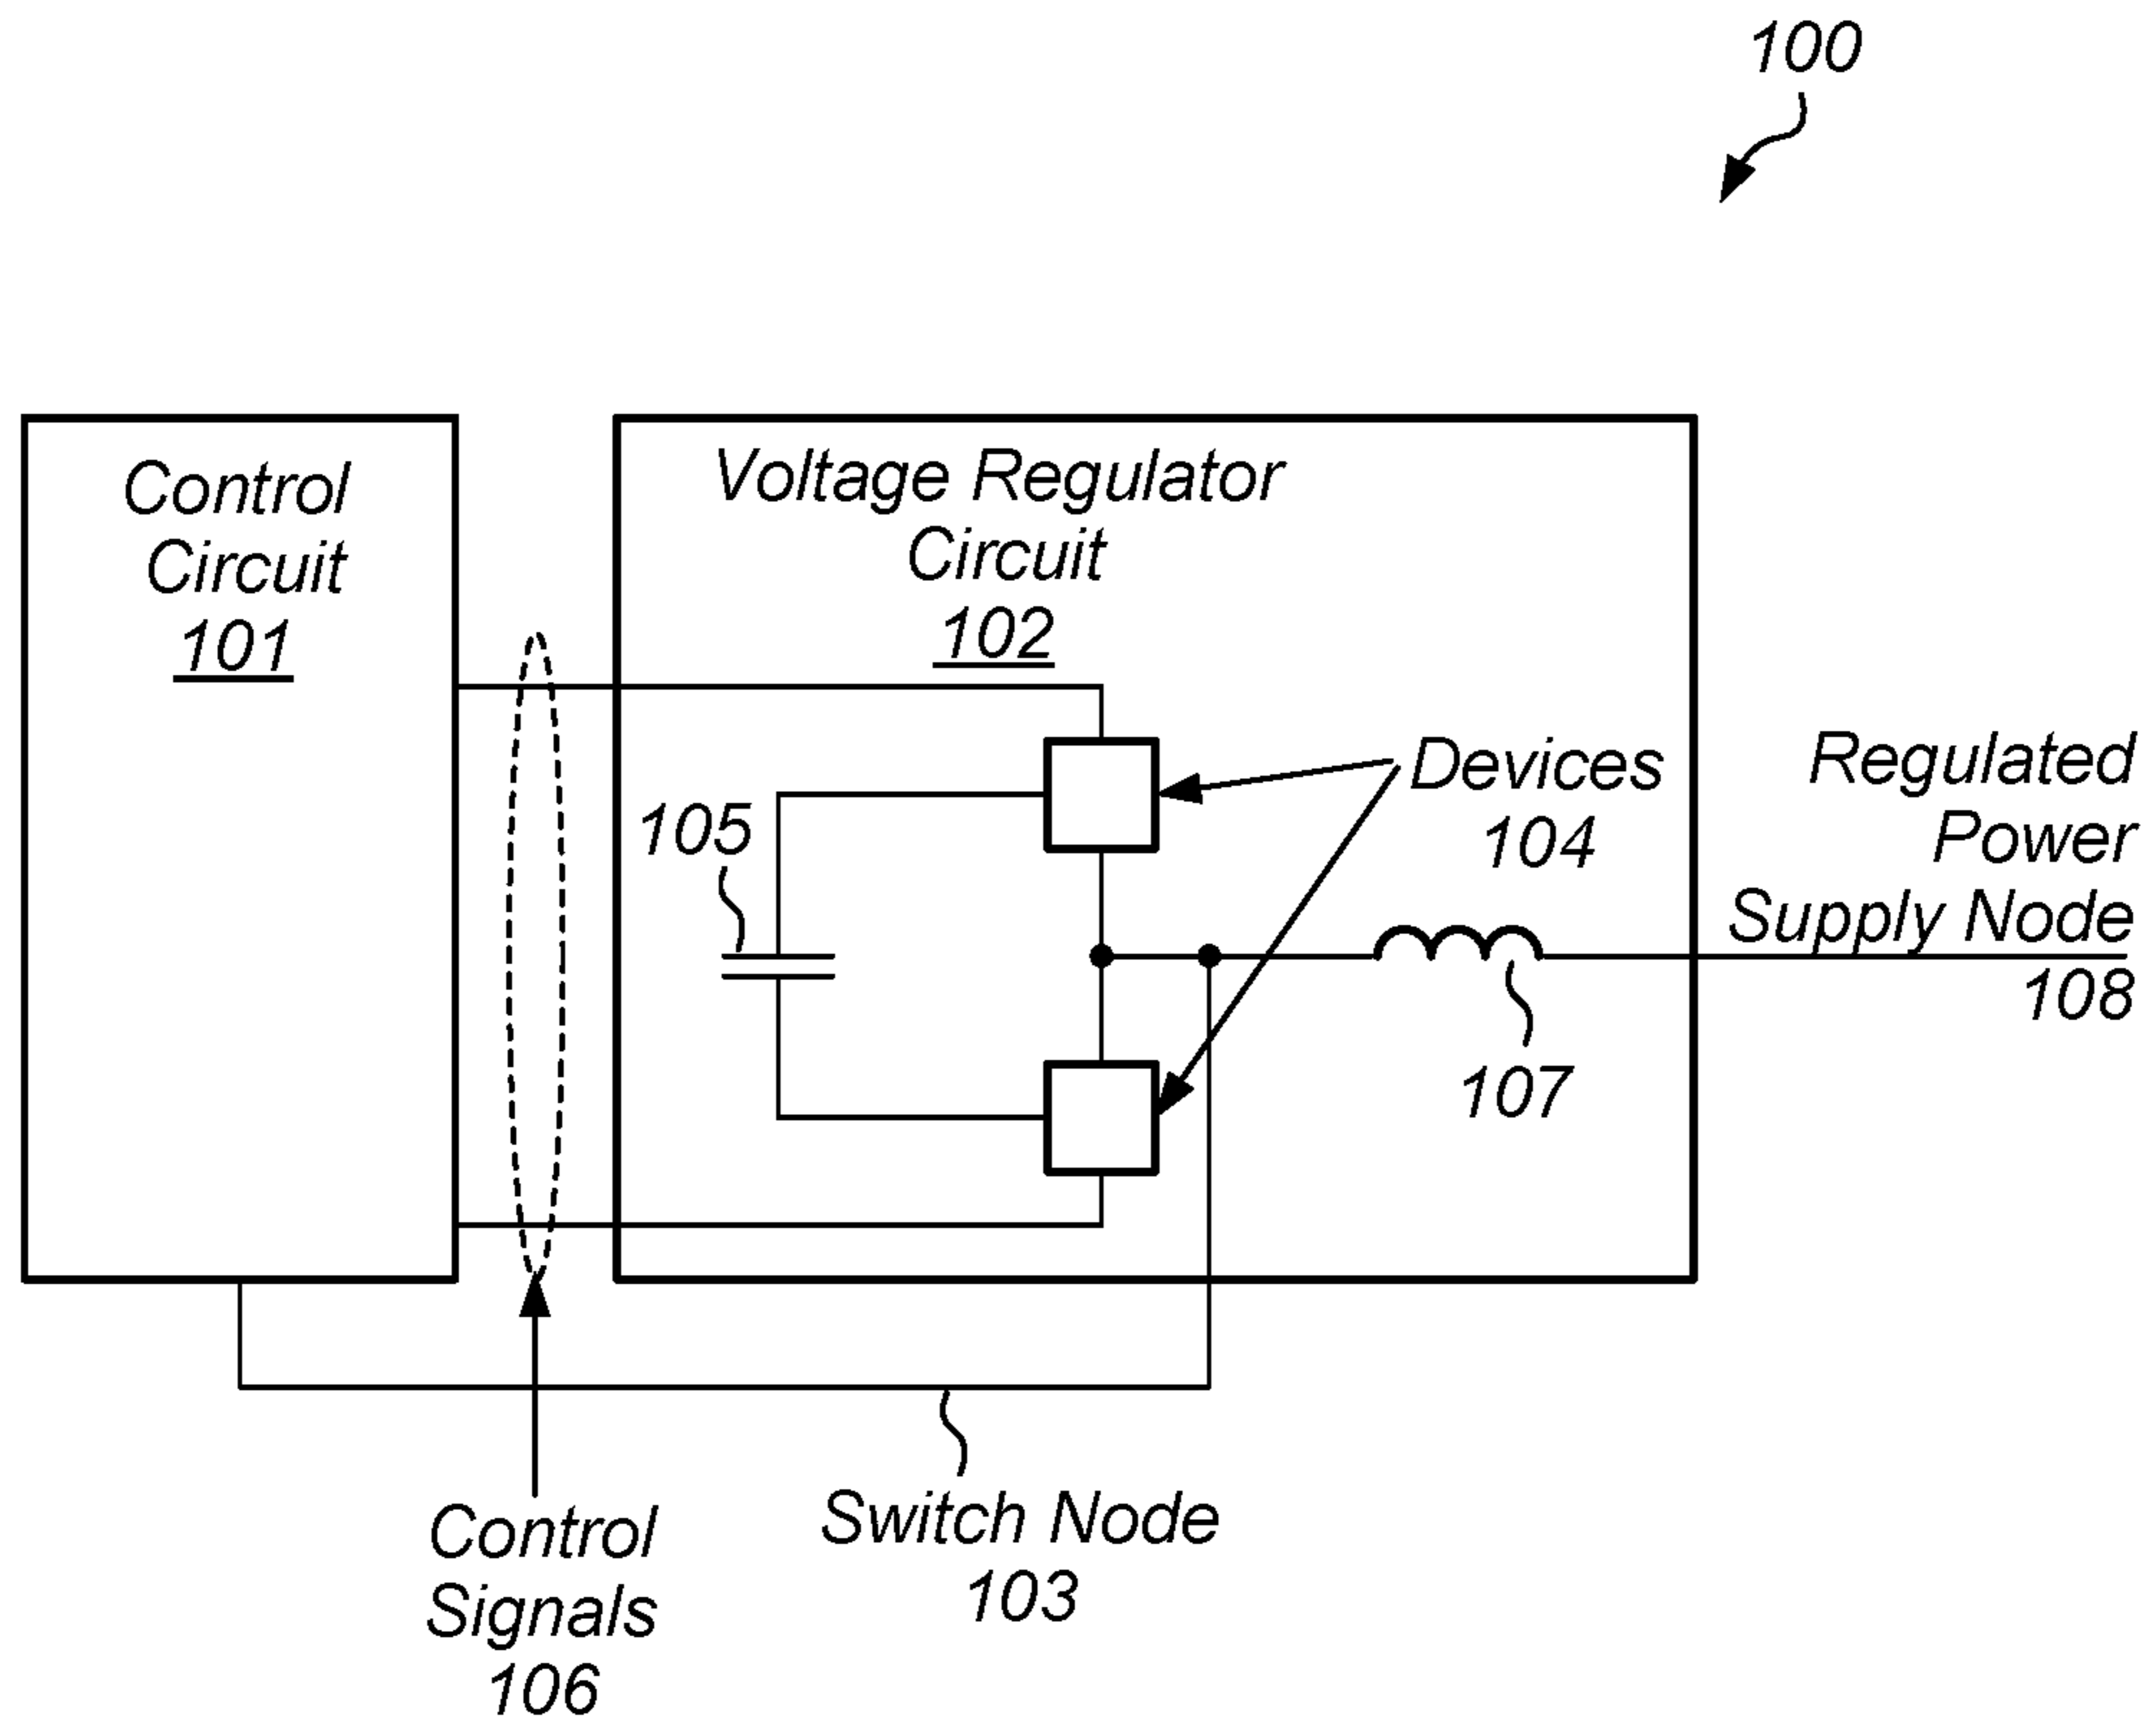 100
Control
Circuit
101
Voltage Regulator
Circuit
102
105
Devices
104
Regulated
Power
Supply Node
108
107
Switch Node
103
Control
Signals
106